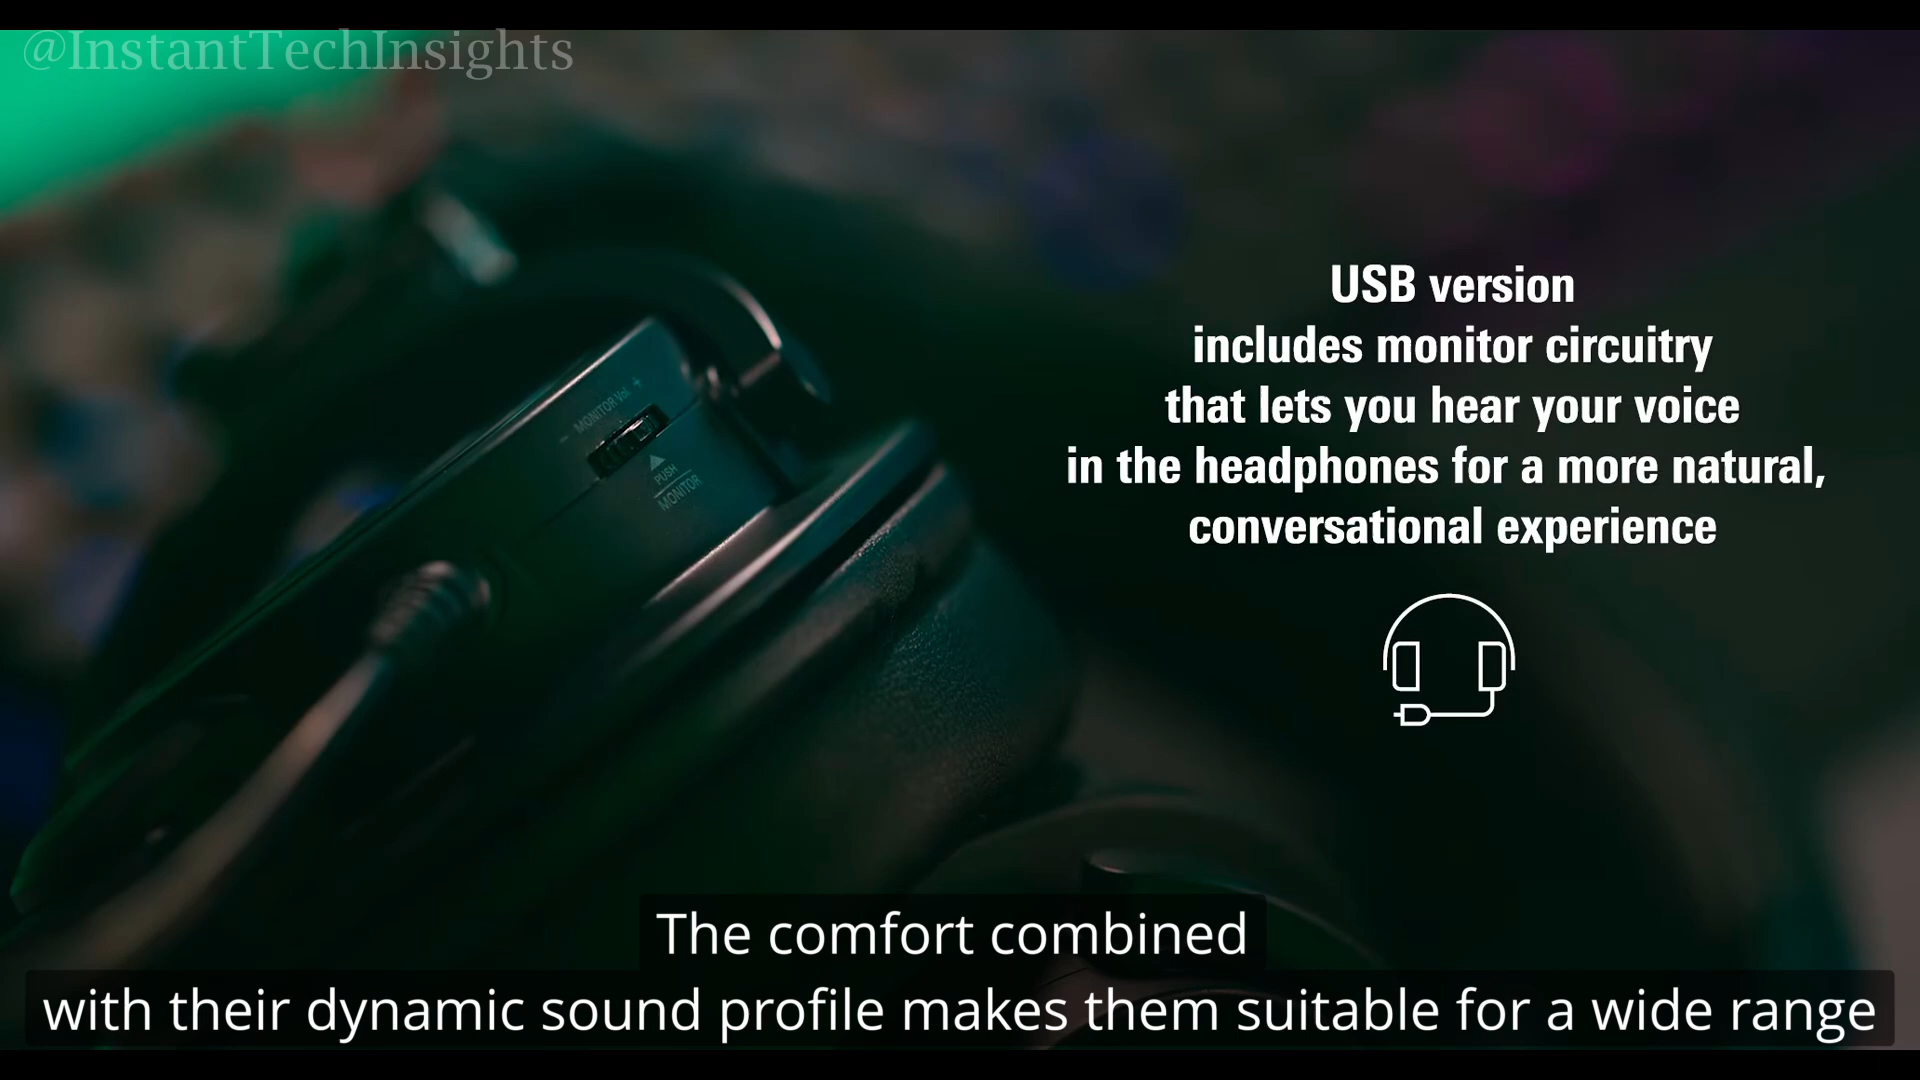 @InstantTechInsights
USB version
includes monitor circuitry
that lets you hear your voice
in the headphones for a more natural,
conversational experience
- MONITOR Vol. +
PUSH
MONITOR
The comfort combined
with their dynamic sound profile makes them suitable for a wide range